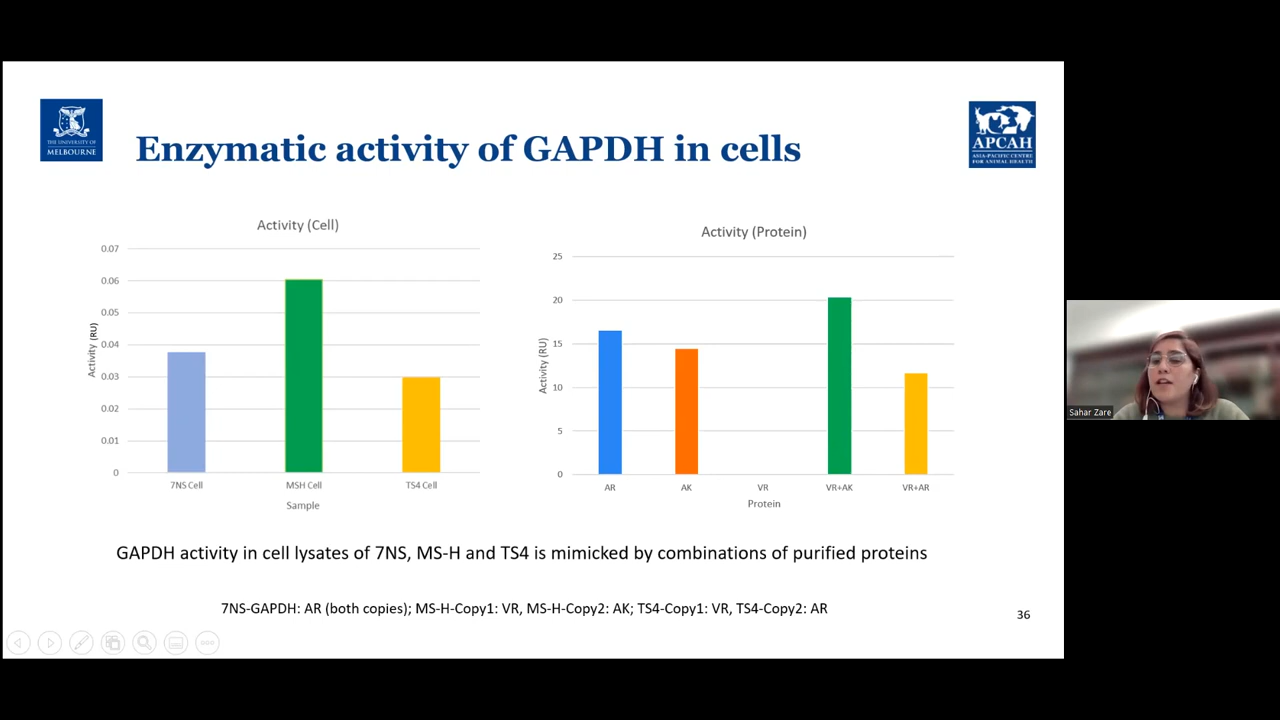 THE UNIVERSITY OF
MELBOURNE
Enzymatic activity of GAPDH in cells
APCAH
ASIA-PACIFIC CENTRE
FOR ANIMAL HEALTH
Activity (Cell)
Activity (RU)
0.07
0.06
0.05
0.04
0.03
0.02
0.01
0
7NS Cell MSH Cell TS4 Cell
Sample
Activity (Protein)
Activity (RU)
25
20
15
10
5
0
AR AK VR VR+AK VR+AR
Protein
GAPDH activity in cell lysates of 7NS, MS-H and TS4 is mimicked by combinations of purified proteins
7NS-GAPDH: AR (both copies); MS-H-Copy1: VR, MS-H-Copy2: AK; TS4-Copy1: VR, TS4-Copy2: AR
36
Sahar Zare